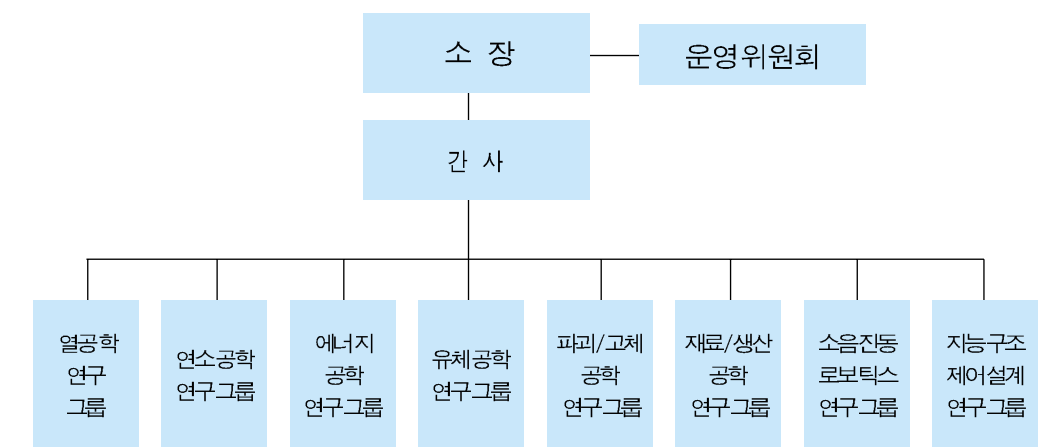 소 장
운영위원회
간 사
열공학
연구
그룹
연소공학
연구그룹
에너지
공학
연구그룹
유체공학
연구그룹
파괴/고체
공학
연구그룹
재료/생산
공학
연구그룹
소음진동
로보틱스
연구그룹
지능구조
제어설계
연구그룹